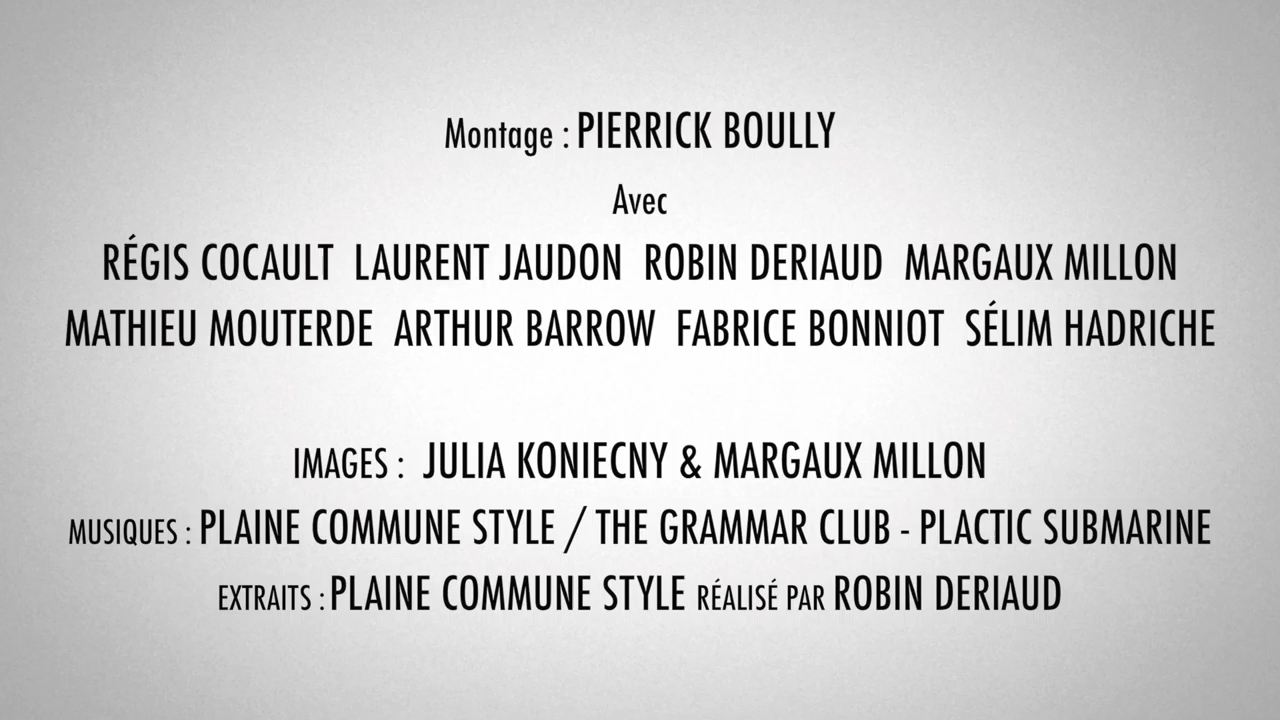 Montage : PIERRICK BOULLY
Avec
RÉGIS COCAULT LAURENT JAUDON ROBIN DERIAUD MARGAUX MILLON
MATHIEU MOUTERDE ARTHUR BARROW FABRICE BONNIOT SÉLIM HADRICHE
IMAGES : JULIA KONIECNY & MARGAUX MILLON
MUSIQUES : PLAINE COMMUNE STYLE / THE GRAMMAR CLUB - PLACTIC SUBMARINE
EXTRAITS : PLAINE COMMUNE STYLE RÉALISÉ PAR ROBIN DERIAUD